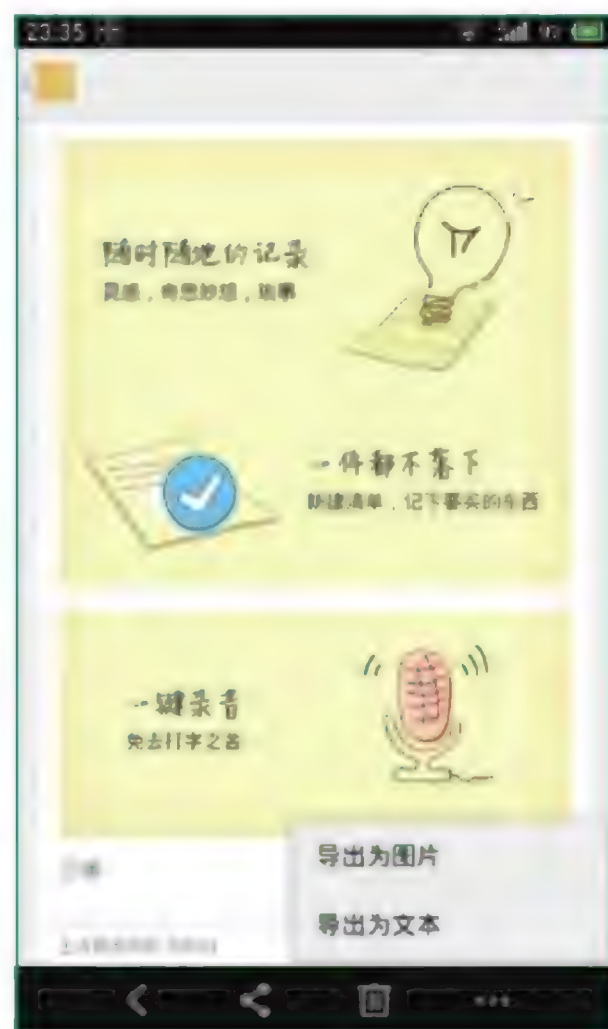 23:35
随时随地的记录
灵感，奇思妙想，琐事
一件都不落下
新建清单，记下要买的东西
一键录音
免去打字之苦
导出为图片
导出为文本